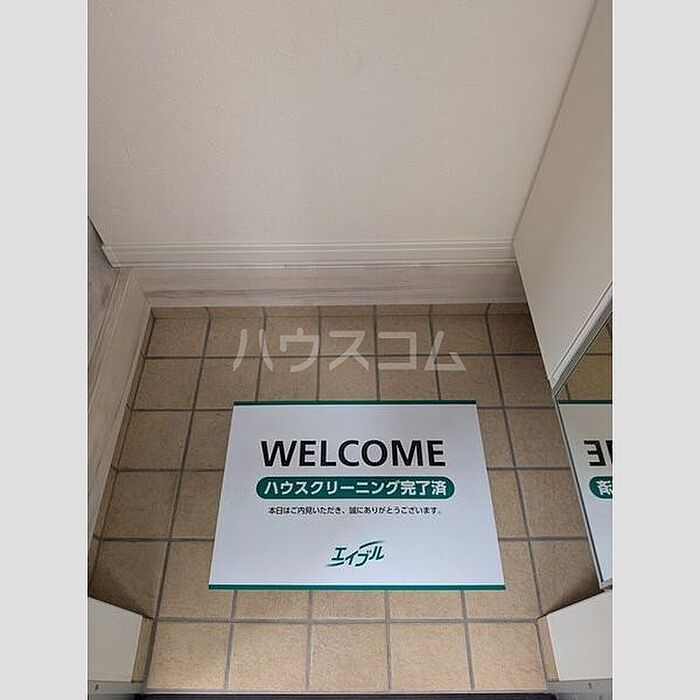 ハウスコム
WELCOME
ハウスクリーニング完了済
本日はご内見いただき、誠にありがとうございます。
エイブル